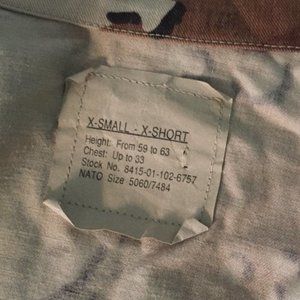 X-SMALL - X-SHORT
Height: From 59 to 63
Chest: Up to 33
Stock No. 8415-01-102-6757
NATO Size 5060/7484